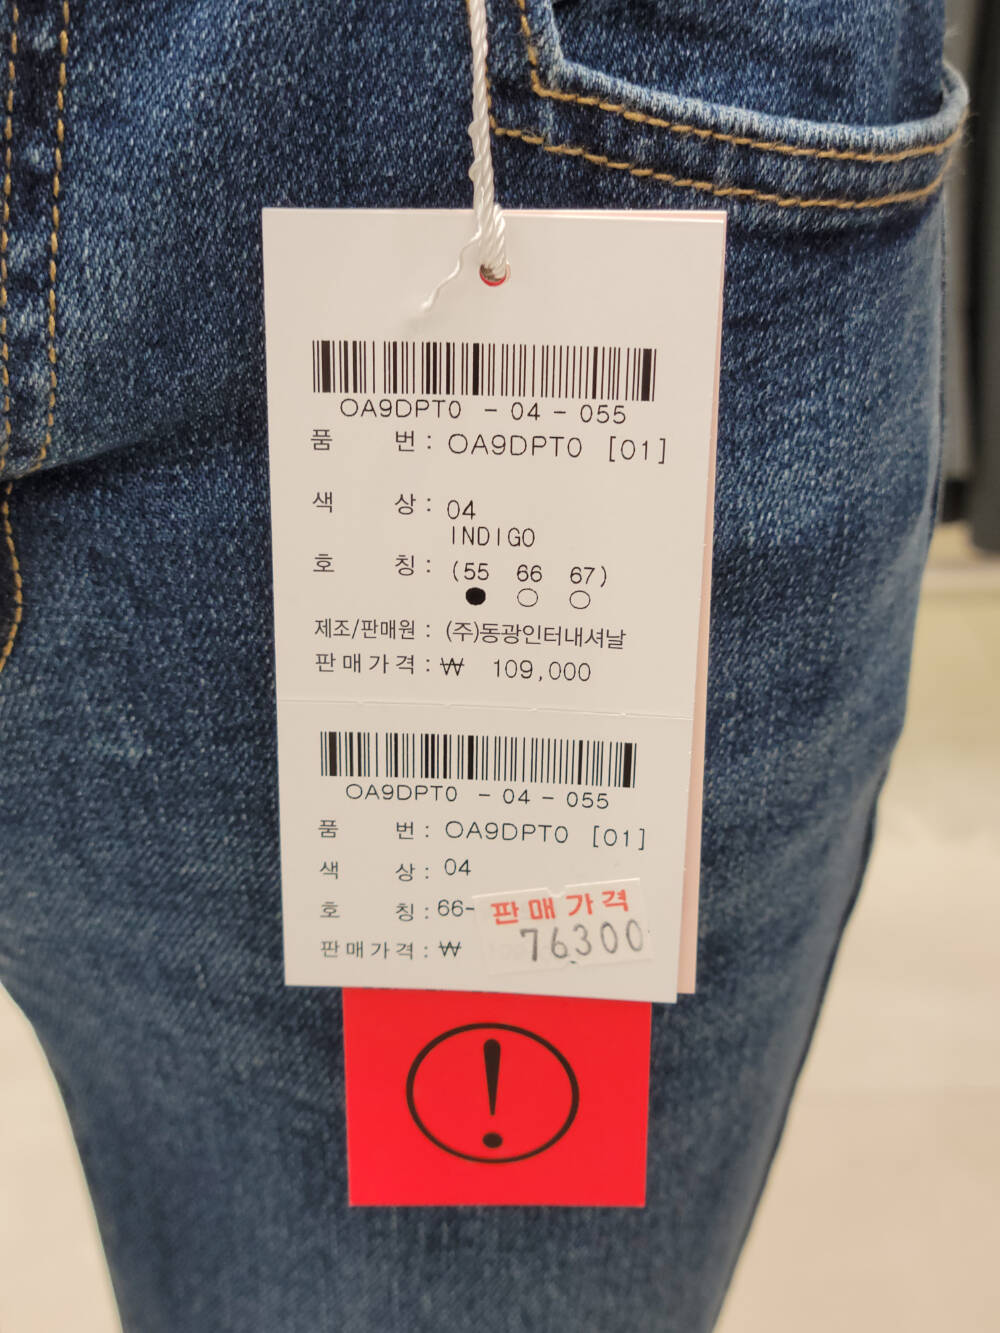 OA9DPT0 - 04 - 055
품 번 : OA9DPT0 [01]
색 상 : 04
INDIGO
호 칭 : (55 66 67)
제조/판매원 : (주)동광인터내셔날
판매가격 : ₩ 109,000
OA9DPT0 - 04 - 055
품 번 : OA9DPT0 [01]
색 상 : 04
호 칭 : 66-
판매가격
판매가격 : ₩ 76300